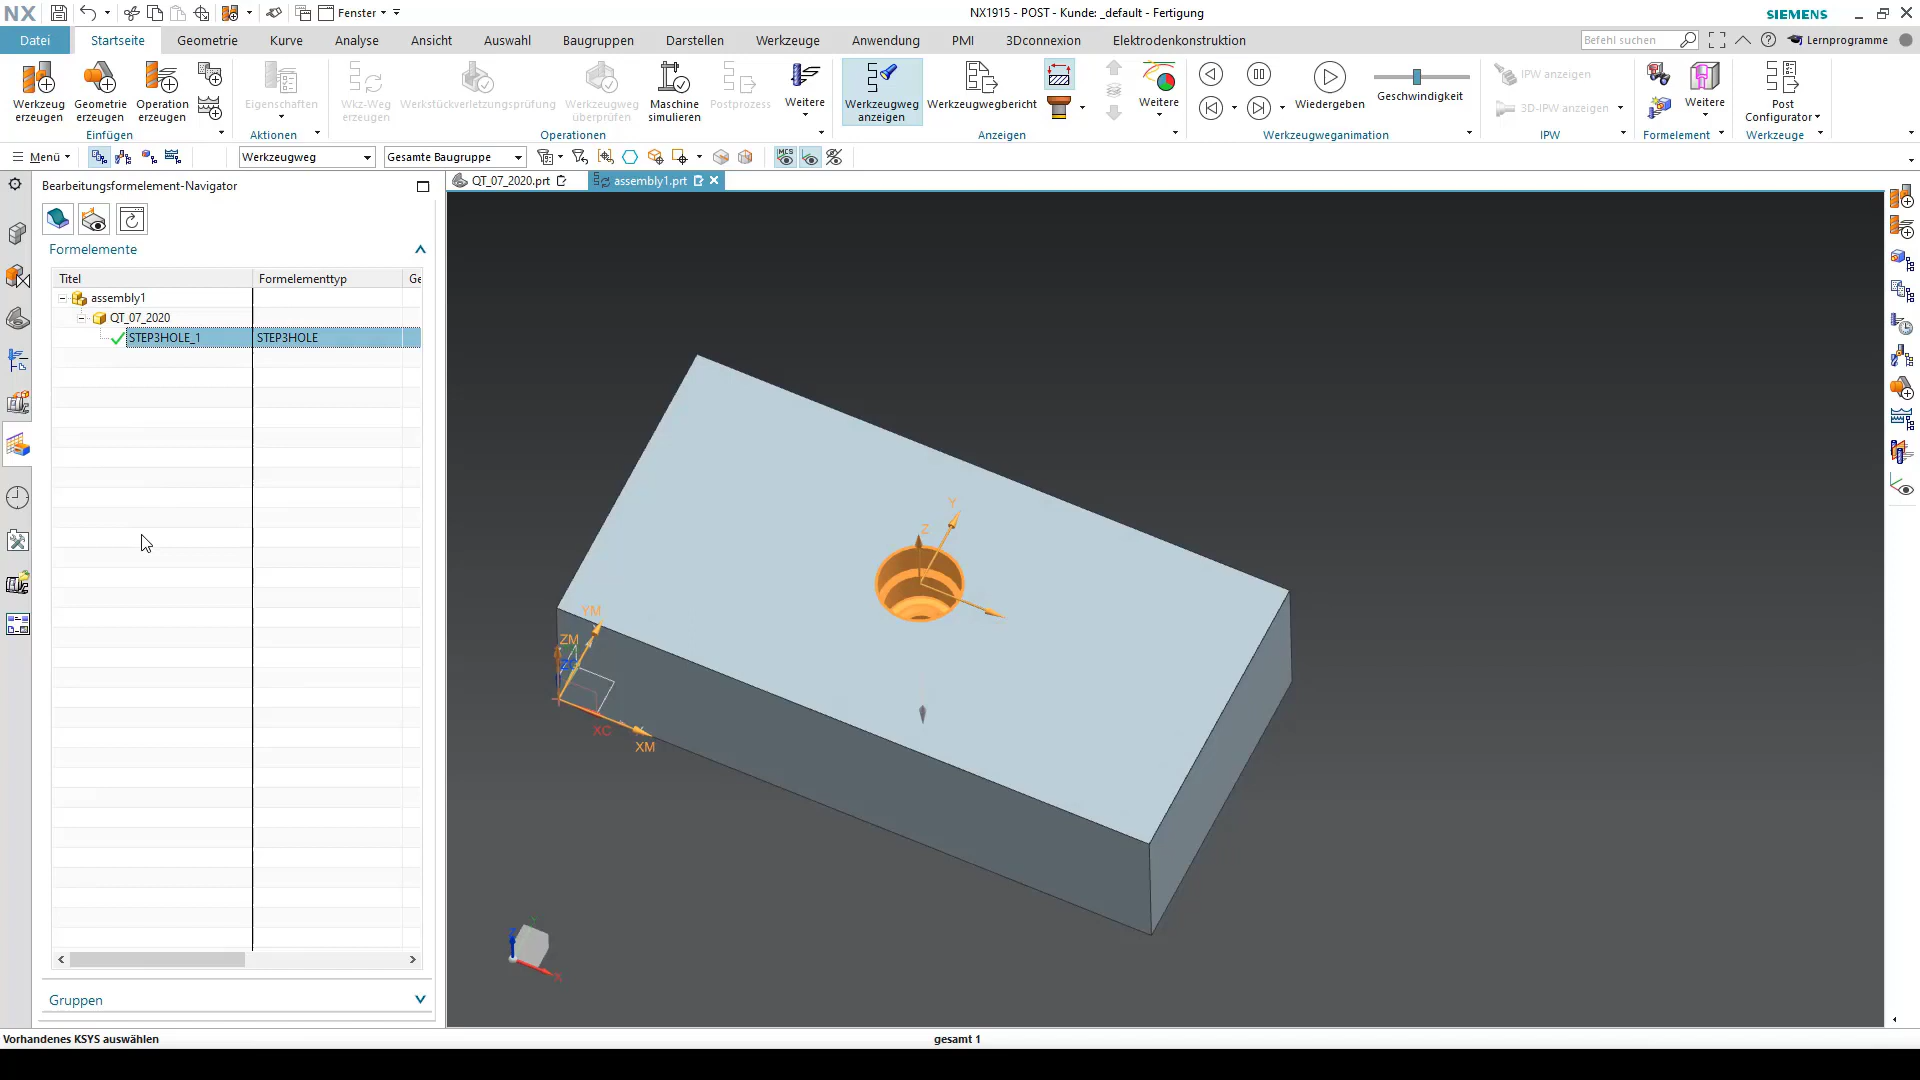 NX
Fenster
NX1915 - POST - Kunde: _default - Fertigung
SIEMENS
Datei
Startseite
Geometrie
Kurve
Analyse
Ansicht
Auswahl
Baugruppen
Darstellen
Werkzeuge
Anwendung
PMI
3Dconnexion
Elektrodenkonstruktion
Befehl suchen
Lernprogramme
Werkzeug erzeugen
Geometrie erzeugen
Operation erzeugen
Eigenschaften
Wkz-Weg erzeugen
Werkstückverletzungsprüfung
Werkzeugweg überprüfen
Maschine simulieren
Postprozess
Weitere
Werkzeugweg anzeigen
Werkzeugwegbericht
Weitere
Wiedergeben
Geschwindigkeit
IPW anzeigen
3D-IPW anzeigen
Weitere
Post Configurator
Einfügen
Aktionen
Operationen
Anzeigen
Werkzeugweganimation
IPW
Formelement
Werkzeuge
Menü
Werkzeugweg
Gesamte Baugruppe
MCS
Bearbeitungsformelement-Navigator
QT_07_2020.prt
assembly1.prt
Formelemente
Titel
Formelementtyp
Ge
assembly1
QT_07_2020
STEP3HOLE_1
STEP3HOLE
Y
Z
YM
ZM
ZC
XC
XM
Z
X
Gruppen
Vorhandenes KSYS auswählen
gesamt 1